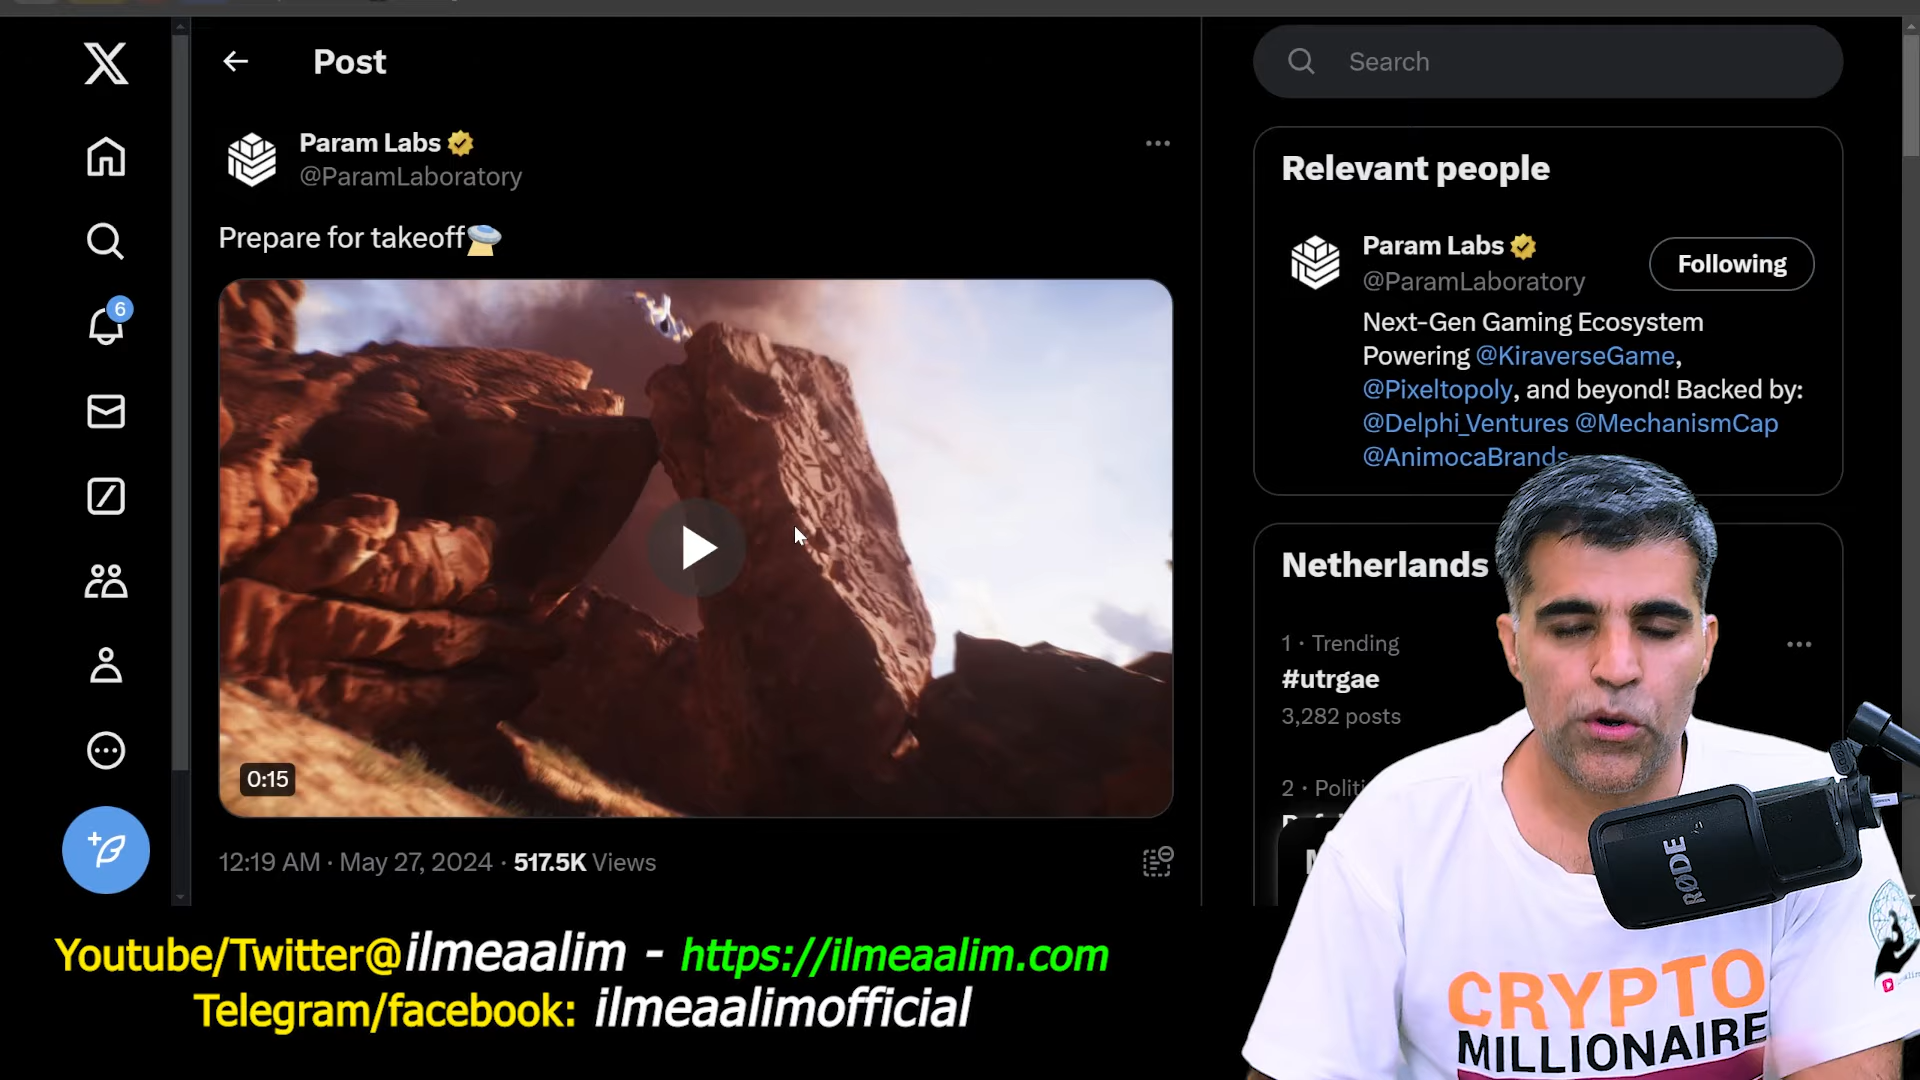 Post
Param Labs
@ParamLaboratory
Prepare for takeoff
0:15
12:19 AM · May 27, 2024 · 517.5K Views
6
Search
Relevant people
Param Labs
@ParamLaboratory
Following
Next-Gen Gaming Ecosystem
Powering @KiraverseGame,
@Pixeltopoly, and beyond! Backed by:
@Delphi_Ventures @MechanismCap
@AnimocaBrands
Netherlands
1 · Trending
#utrgae
3,282 posts
2 ·
RØDE
CRYPTO
MILLIONAIRE
Youtube/Twitter@ilmeaalim - https://ilmeaalim.com
Telegram/facebook: ilmeaalimofficial